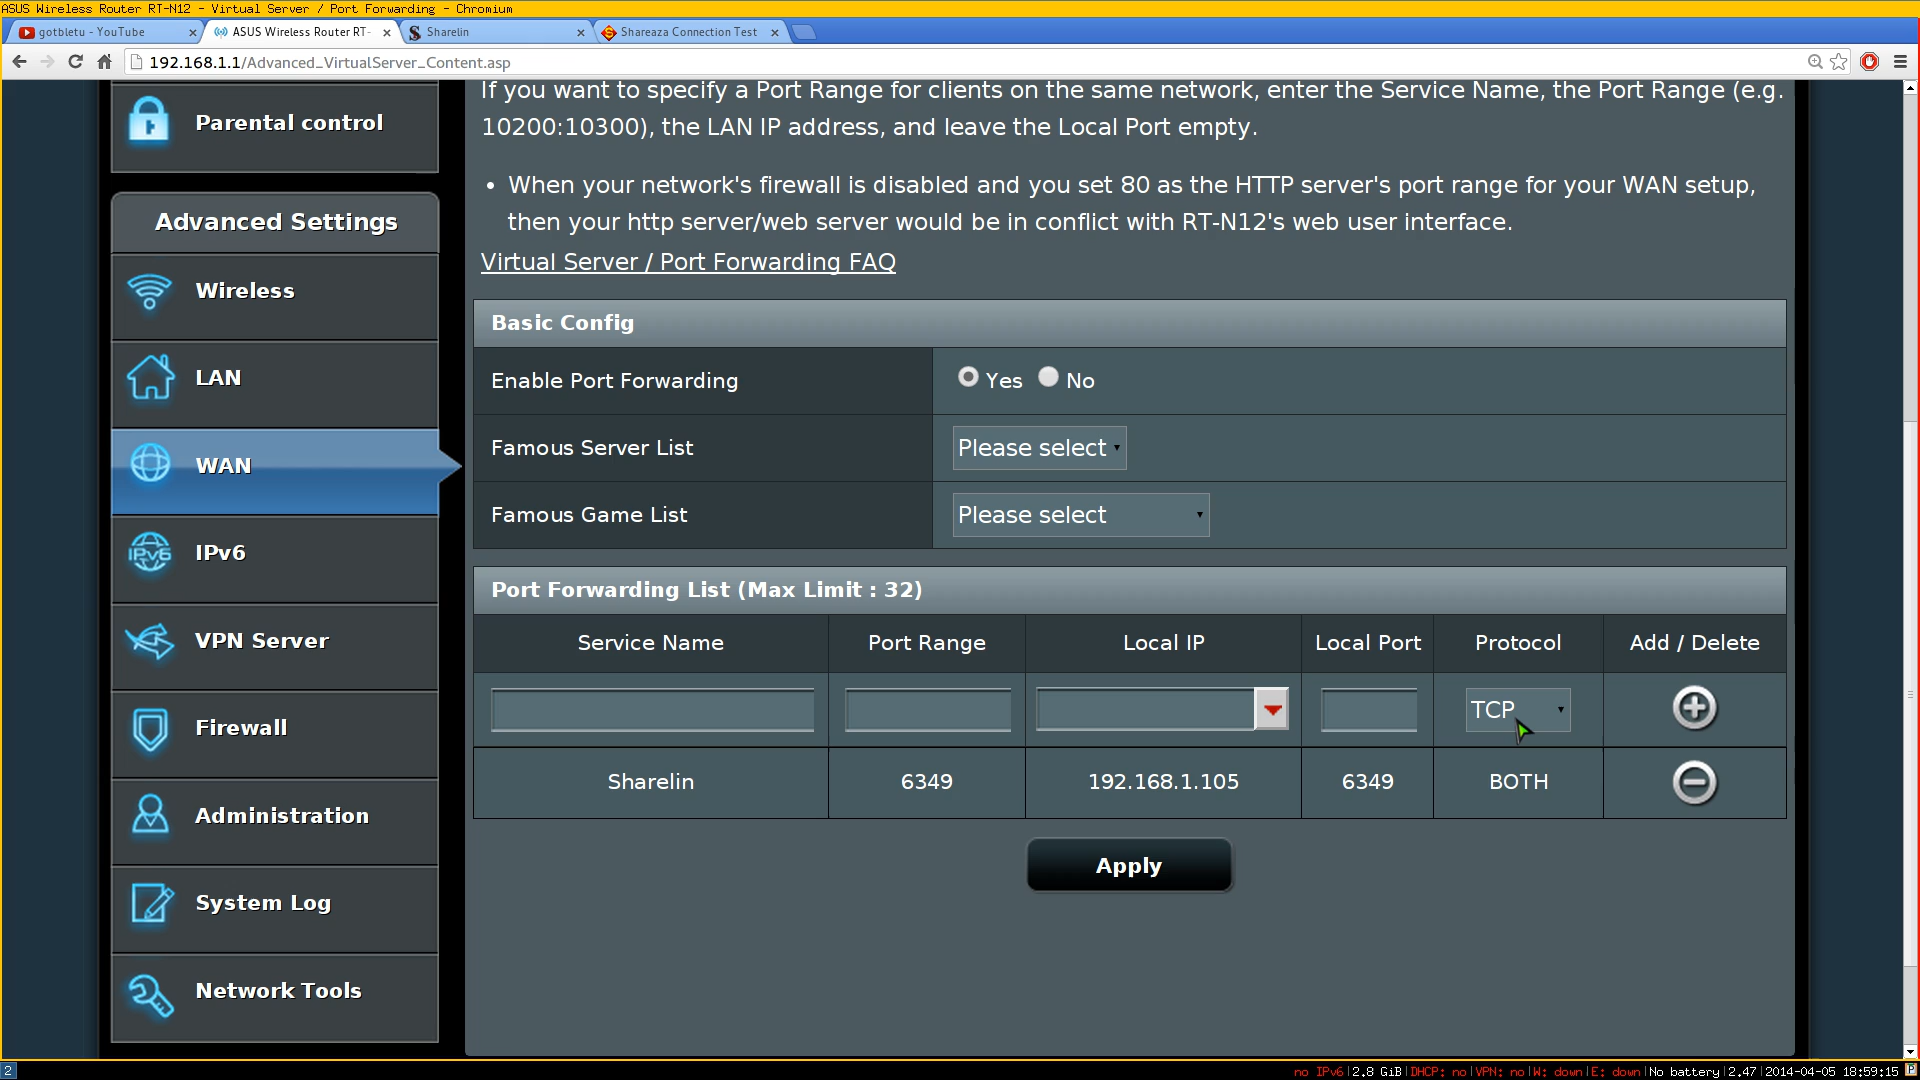 ASUS Wireless Router RT-N12 - Virtual Server / Port Forwarding - Chromium
gotbletu - YouTube
ASUS Wireless Router RT-
Sharelin
Shareaza Connection Test
192.168.1.1/Advanced_VirtualServer_Content.asp
Parental control
Advanced Settings
Wireless
LAN
WAN
IPv6
IPv6
VPN Server
Firewall
Administration
System Log
Network Tools
If you want to specify a Port Range for clients on the same network, enter the Service Name, the Port Range (e.g.
10200:10300), the LAN IP address, and leave the Local Port empty.
• When your network's firewall is disabled and you set 80 as the HTTP server's port range for your WAN setup,
then your http server/web server would be in conflict with RT-N12's web user interface.
Virtual Server / Port Forwarding FAQ
Basic Config
Enable Port Forwarding Yes No
Famous Server List Please select
Famous Game List Please select
Port Forwarding List (Max Limit : 32)
Service Name Port Range Local IP Local Port Protocol Add / Delete
TCP
Sharelin 6349 192.168.1.105 6349 BOTH
Apply
2
no IPv6|2.8 GiB|DHCP: no|VPN: no|W: down|E: down|No battery|2.47|2014-04-05 18:59:15